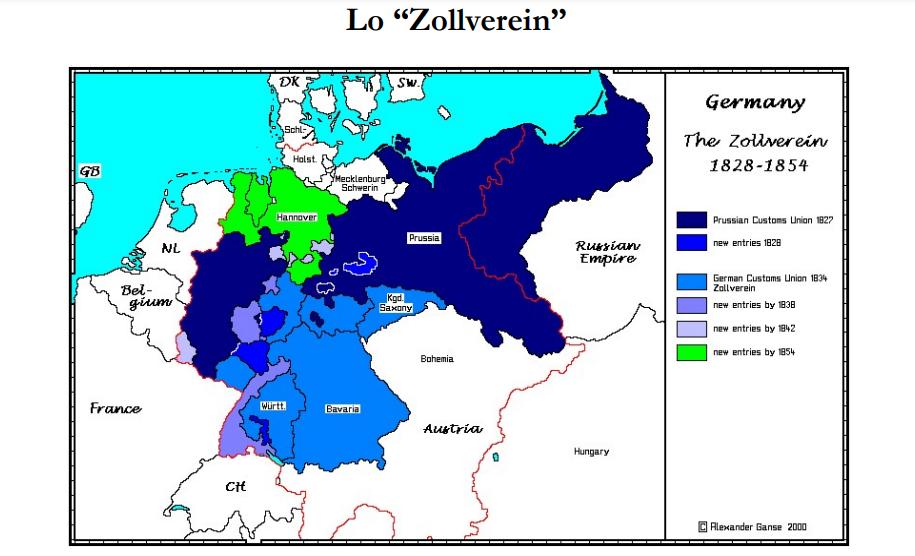 Lo “Zollverein”
DK
Sw.
Schl.-
Holst.
Mecklenburg
Schwerin
GB
Hannover
NL
Prussia
Bel-
gium
Kgd.
Saxony
Russian
Empire
Bohemia
France
Württ.
Bavaria
Austria
Hungary
CH
Germany
The Zollverein
1828-1854
Prussian Customs Union 1827
new entries 1828
German Customs Union 1834
Zollverein
new entries by 1838
new entries by 1842
new entries by 1854
© Alexander Ganse 2000